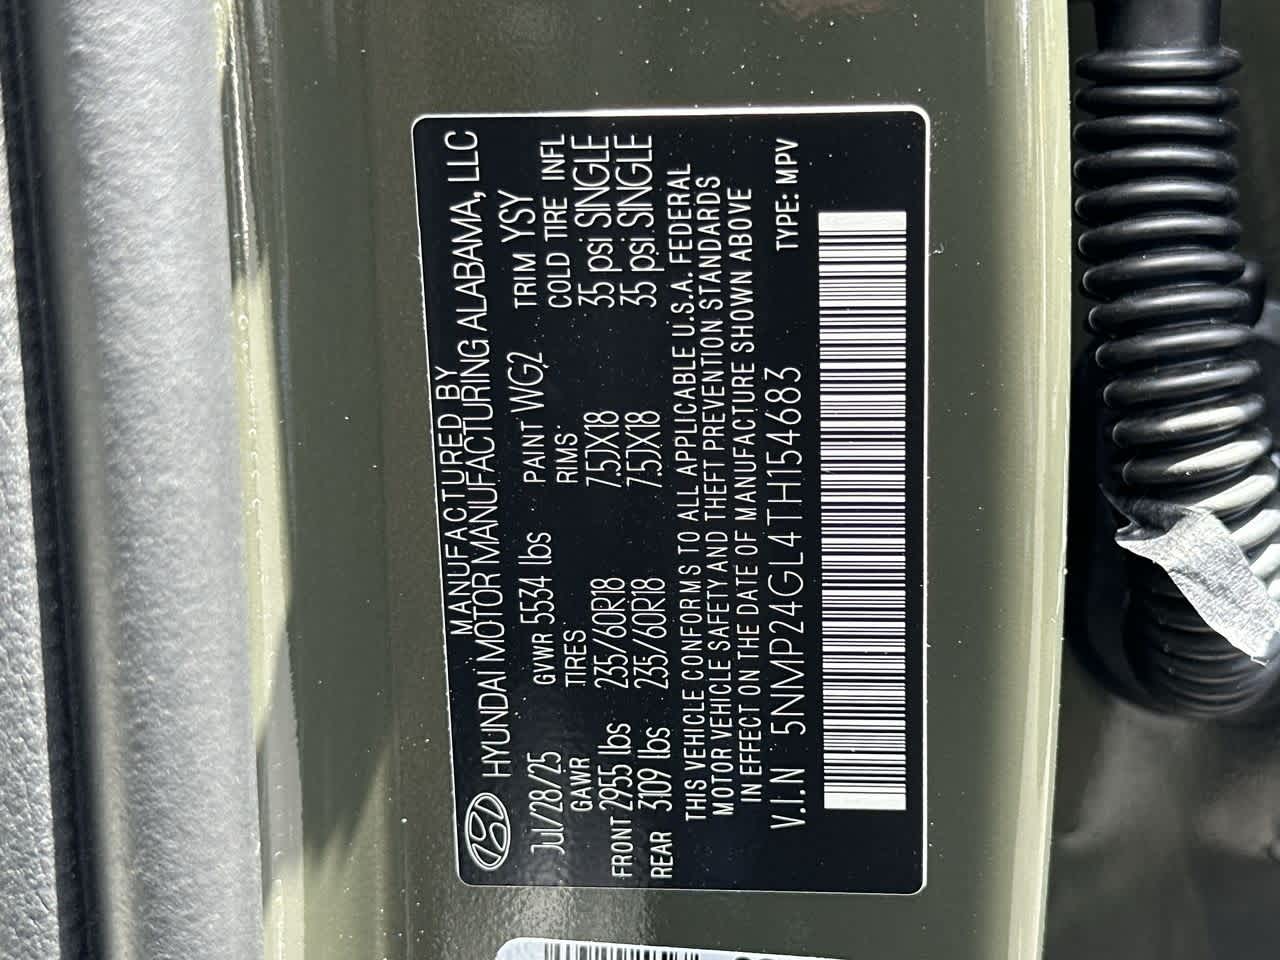 MANUFACTURED BY
HYUNDAI MOTOR MANUFACTURING ALABAMA, LLC
Jul/28/25 GVWR 5534 lbs PAINT WG2 TRIM YSY
GAWR TIRES RIMS COLD TIRE INFL
FRONT 2955 lbs 235/60R18 7.5JX18 35 psi SINGLE
REAR 3109 lbs 235/60R18 7.5JX18 35 psi SINGLE
THIS VEHICLE CONFORMS TO ALL APPLICABLE U.S.A. FEDERAL
MOTOR VEHICLE SAFETY AND THEFT PREVENTION STANDARDS
IN EFFECT ON THE DATE OF MANUFACTURE SHOWN ABOVE
V.I.N 5NMP24GL4TH154683 TYPE: MPV